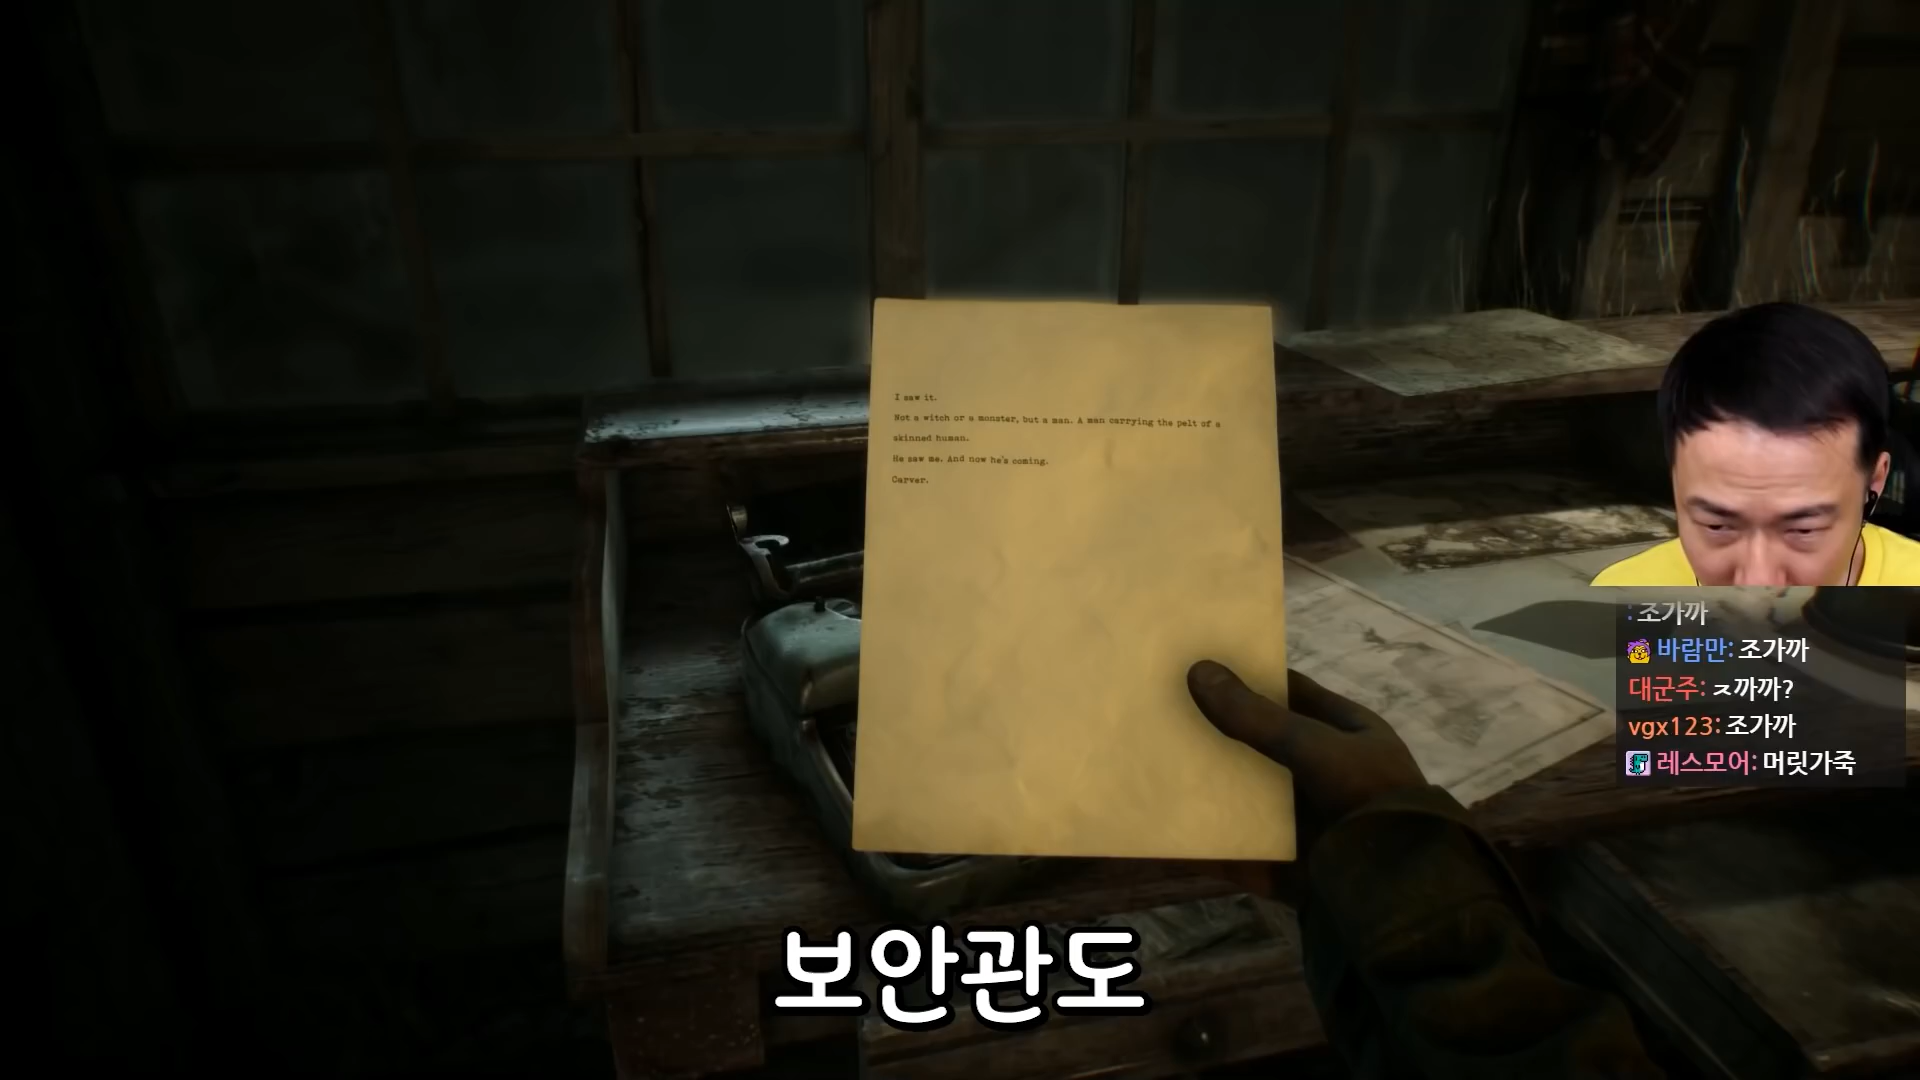 I saw it.
Not a witch or a monster, but a man. A man carrying the pelt of a
skinned human.
He saw me. And now he's coming.
Carver.
: 조가까
바람만: 조가까
대군주: ㅈ까까?
vgx123: 조가까
레스모어: 머릿가죽
보안관도